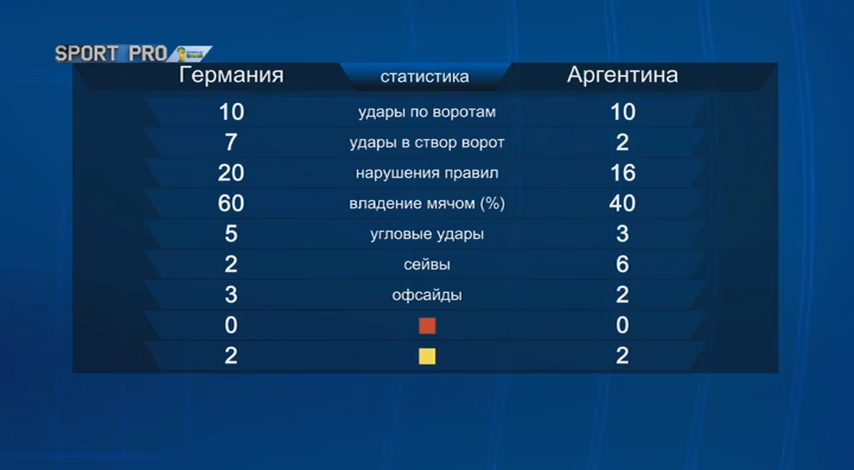 SPORT PRO
Германия статистика Аргентина
10 удары по воротам 10
7 удары в створ ворот 2
20 нарушения правил 16
60 владение мячом (%) 40
5 угловые удары 3
2 сейвы 6
3 офсайды 2
0 0
2 2